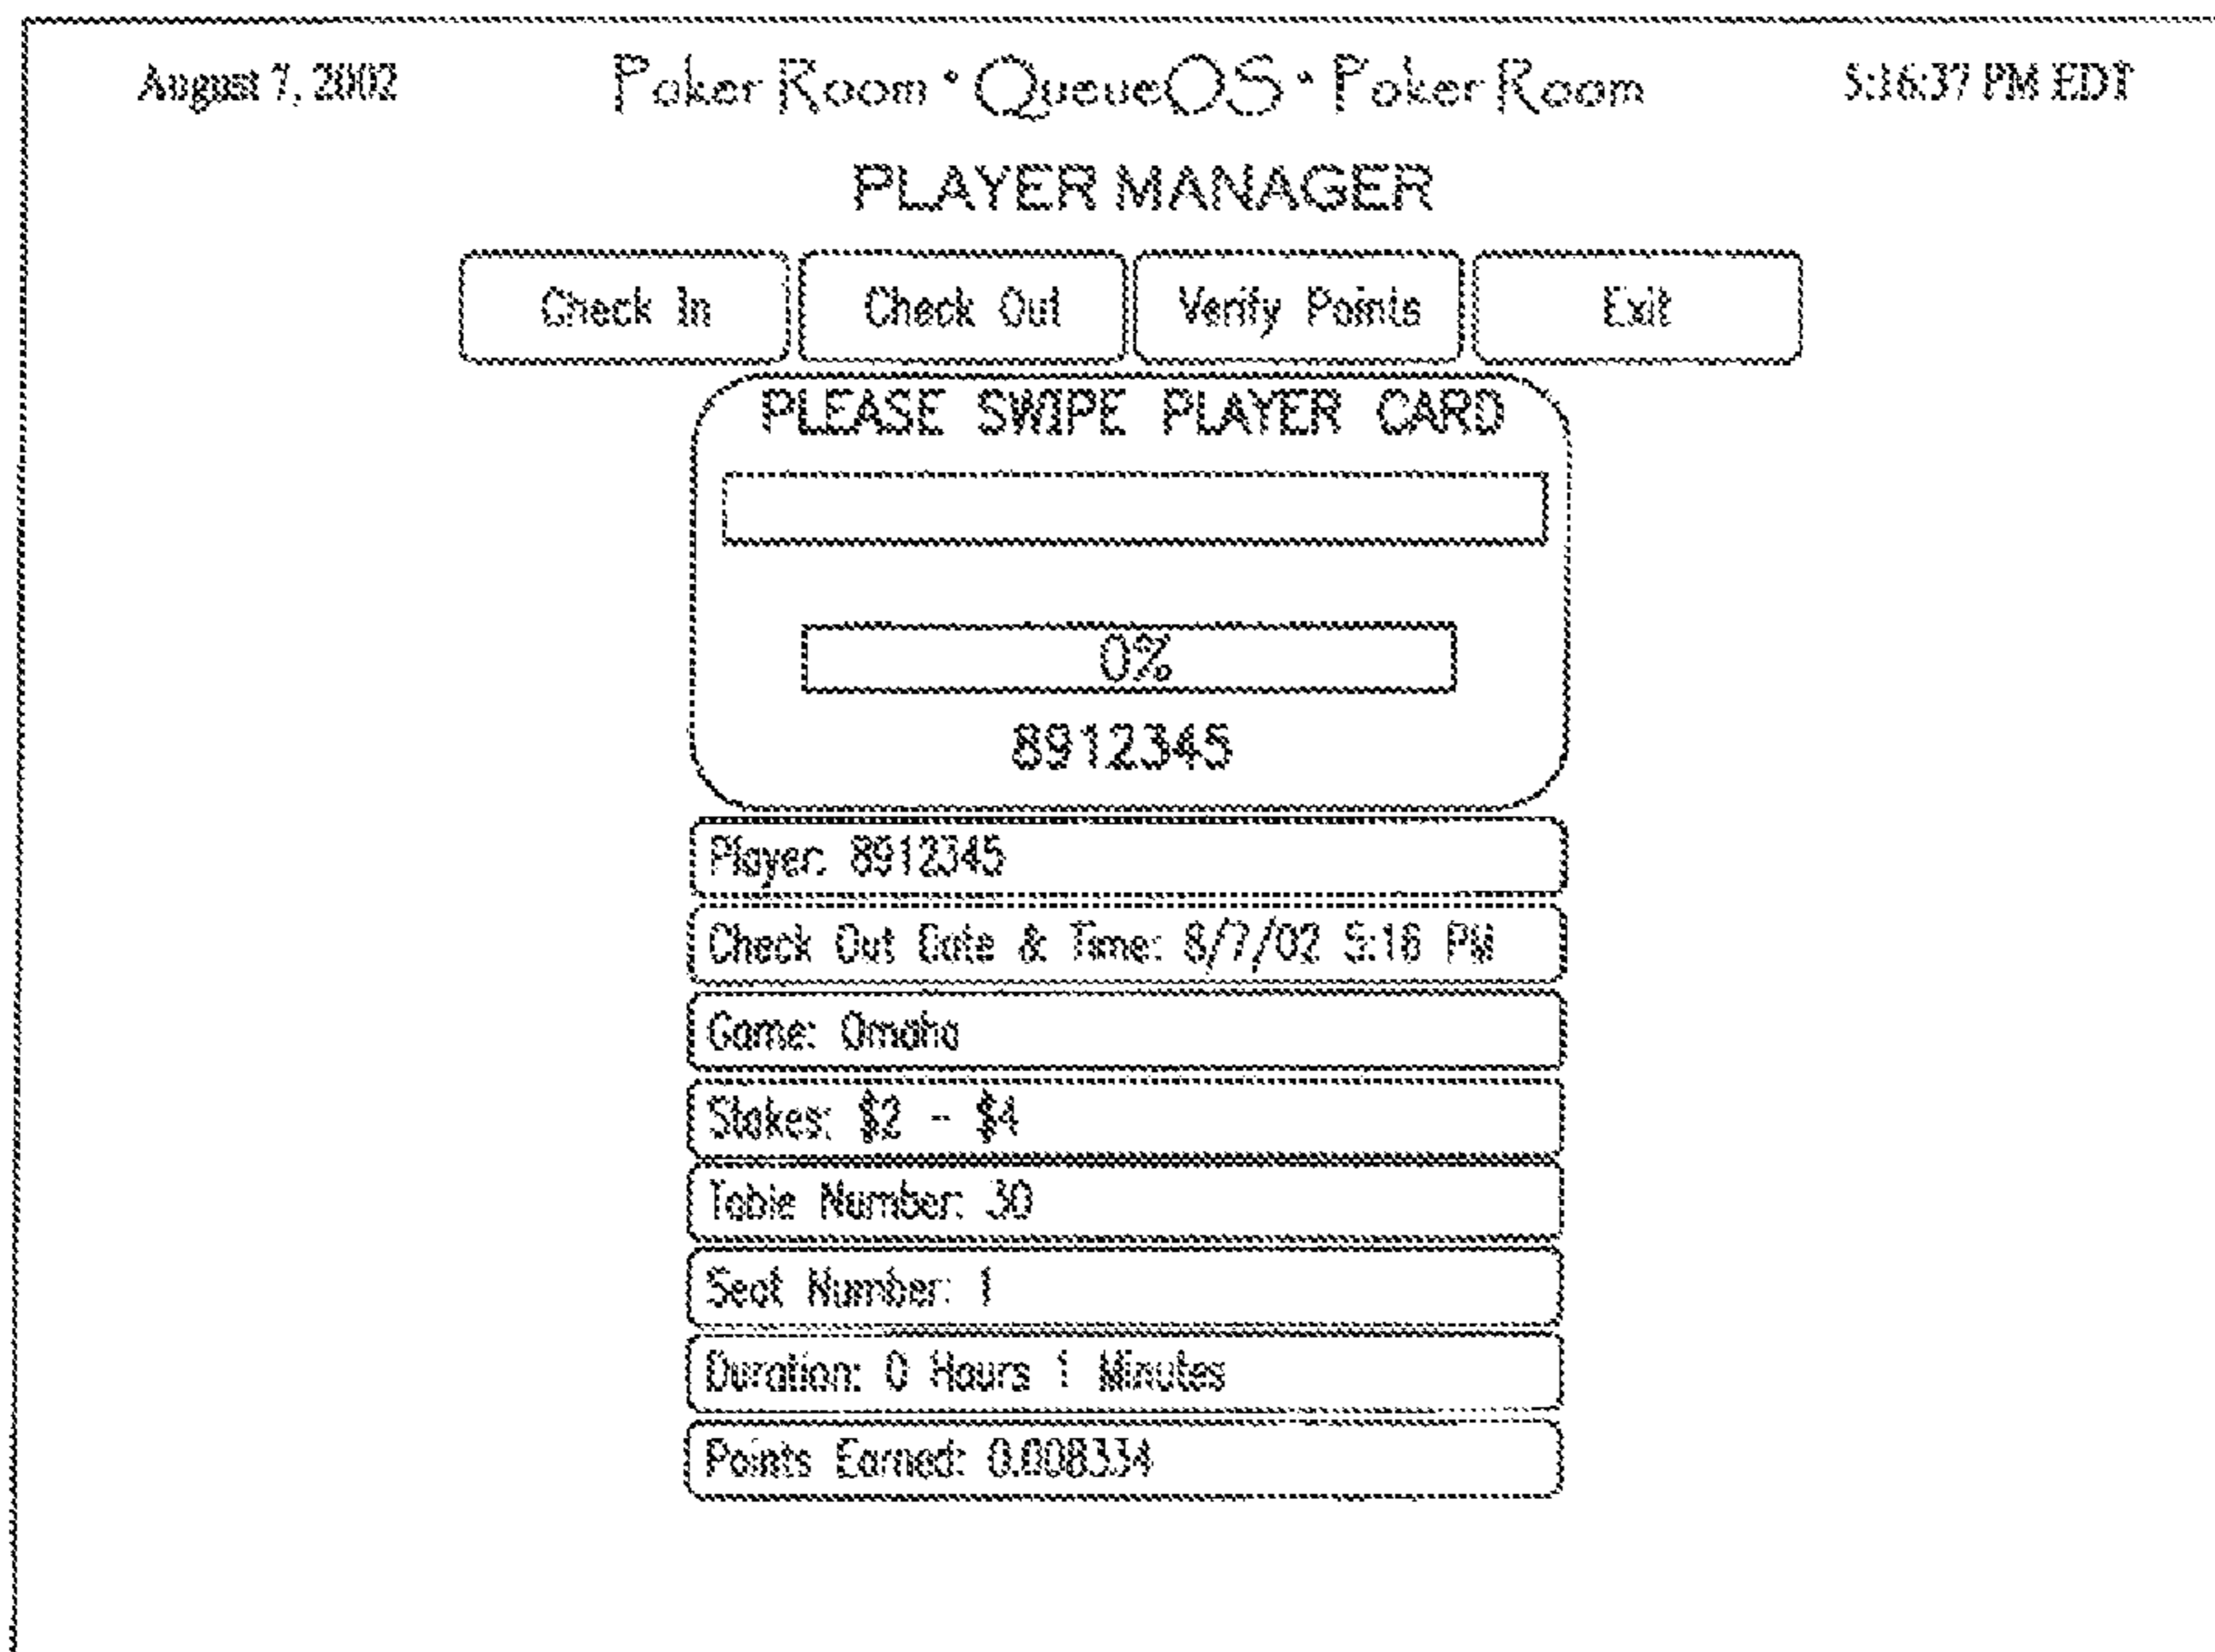 August 7, 2002 Poker Room • QueueOS • Poker Room 5:16:37 PM EDT
PLAYER MANAGER
Check In Check Out Verify Points Exit
PLEASE SWIPE PLAYER CARD
0%
8912345
Player: 8912345
Check Out Date & Time: 8/7/02 5:16 PM
Game: Omaha
Stakes: $2 - $4
Table Number: 30
Seat Number: 1
Duration: 0 Hours 1 Minutes
Points Earned: 0.008334